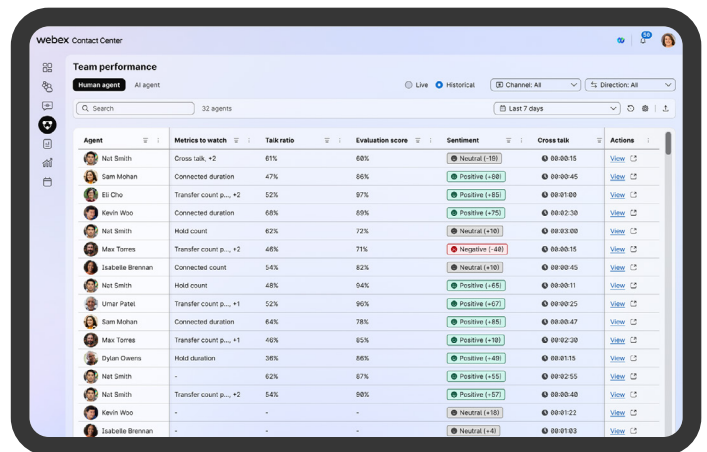 webex Contact Center
50
Team performance
Human agent AI agent Live Historical Channel: All Direction: All
Search 32 agents Last 7 days
Agent Metrics to watch Talk ratio Evaluation score Sentiment Cross talk Actions
Nat Smith Cross talk, +2 61% 60% Neutral (-19) 00:00:15 View
Sam Mohan Connected duration 47% 86% Positive (+80) 00:00:45 View
Eli Cho Transfer count p..., +2 52% 97% Positive (+85) 00:01:00 View
Kevin Woo Connected duration 68% 89% Positive (+75) 00:02:30 View
Nat Smith Hold count 62% 72% Neutral (+10) 00:03:00 View
Max Torres Transfer count p..., +2 46% 71% Negative (-40) 00:00:15 View
Isabelle Brennan Connected count 54% 82% Neutral (+10) 00:00:45 View
Nat Smith Hold count 48% 94% Positive (+65) 00:00:11 View
Umar Patel Transfer count p..., +1 52% 96% Positive (+67) 00:00:25 View
Sam Mohan Connected duration 64% 78% Positive (+85) 00:00:47 View
Max Torres Transfer count p..., +1 46% 85% Positive (+10) 00:02:30 View
Dylan Owens Hold duration 36% 86% Positive (+49) 00:01:15 View
Nat Smith - 62% 87% Positive (+55) 00:02:55 View
Nat Smith Transfer count p..., +2 54% 90% Positive (+57) 00:00:40 View
Kevin Woo - - - Neutral (+18) 00:01:22 View
Isabelle Brennan - - - Neutral (+4) 00:01:03 View